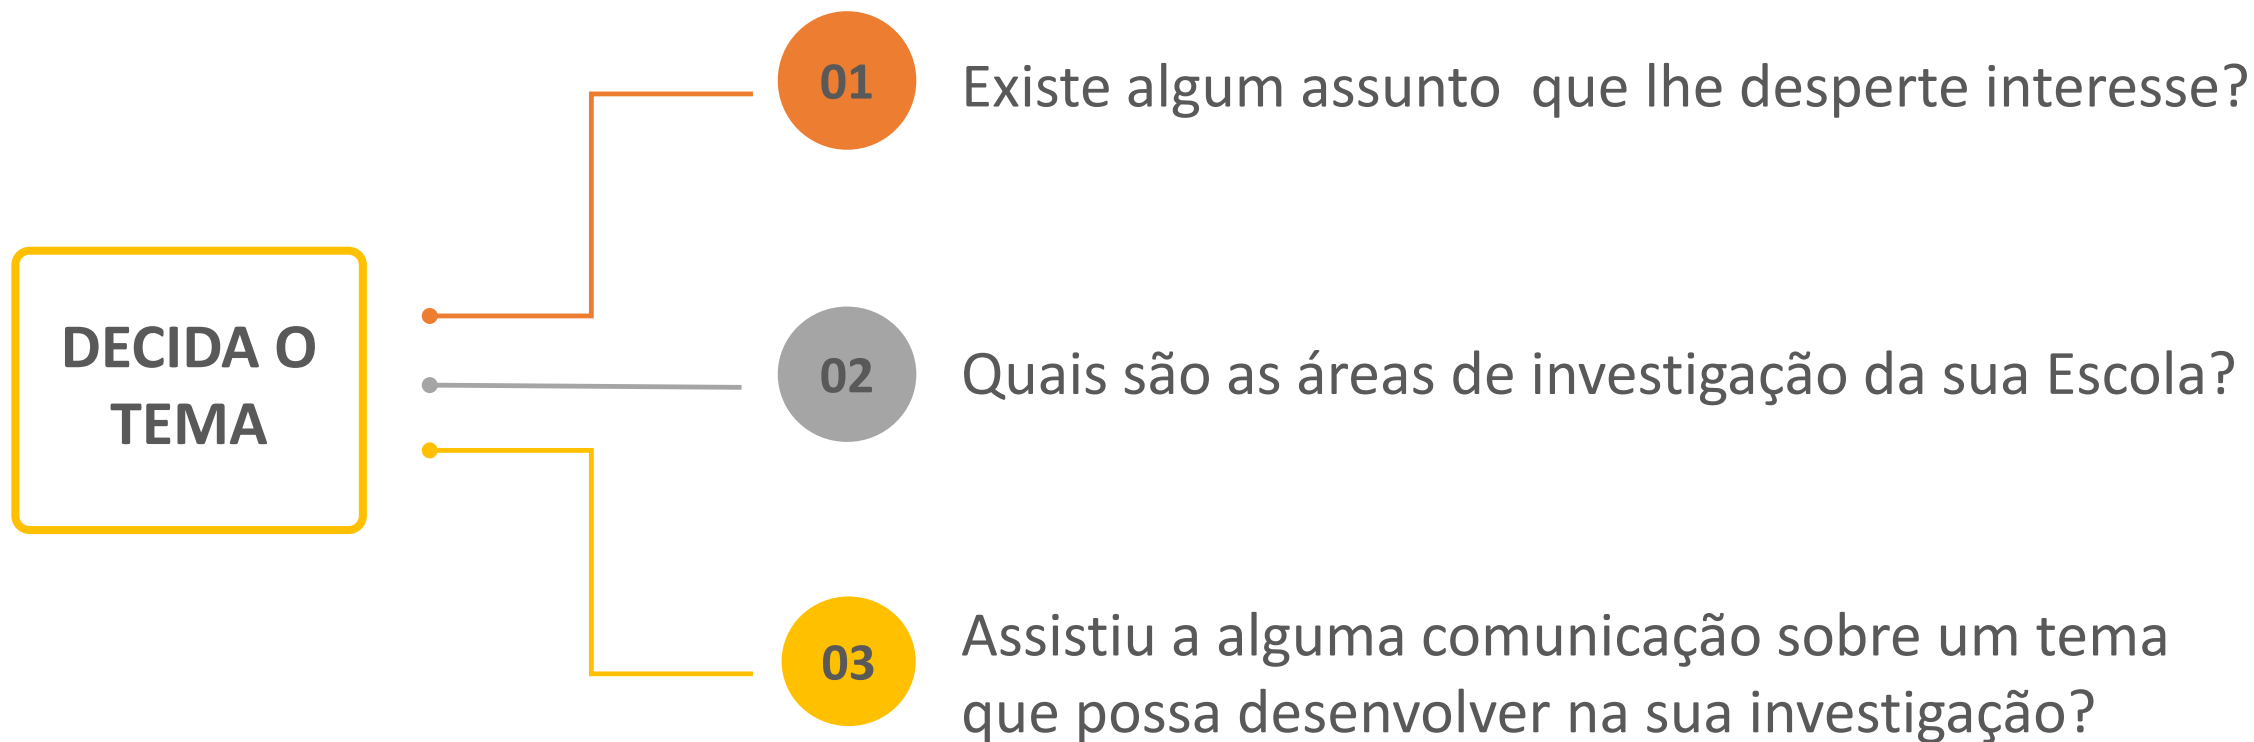 DECIDA O
TEMA
01
Existe algum assunto  que lhe desperte interesse?
02
Quais são as áreas de investigação da sua Escola?
03
Assistiu a alguma comunicação sobre um tema
que possa desenvolver na sua investigação?